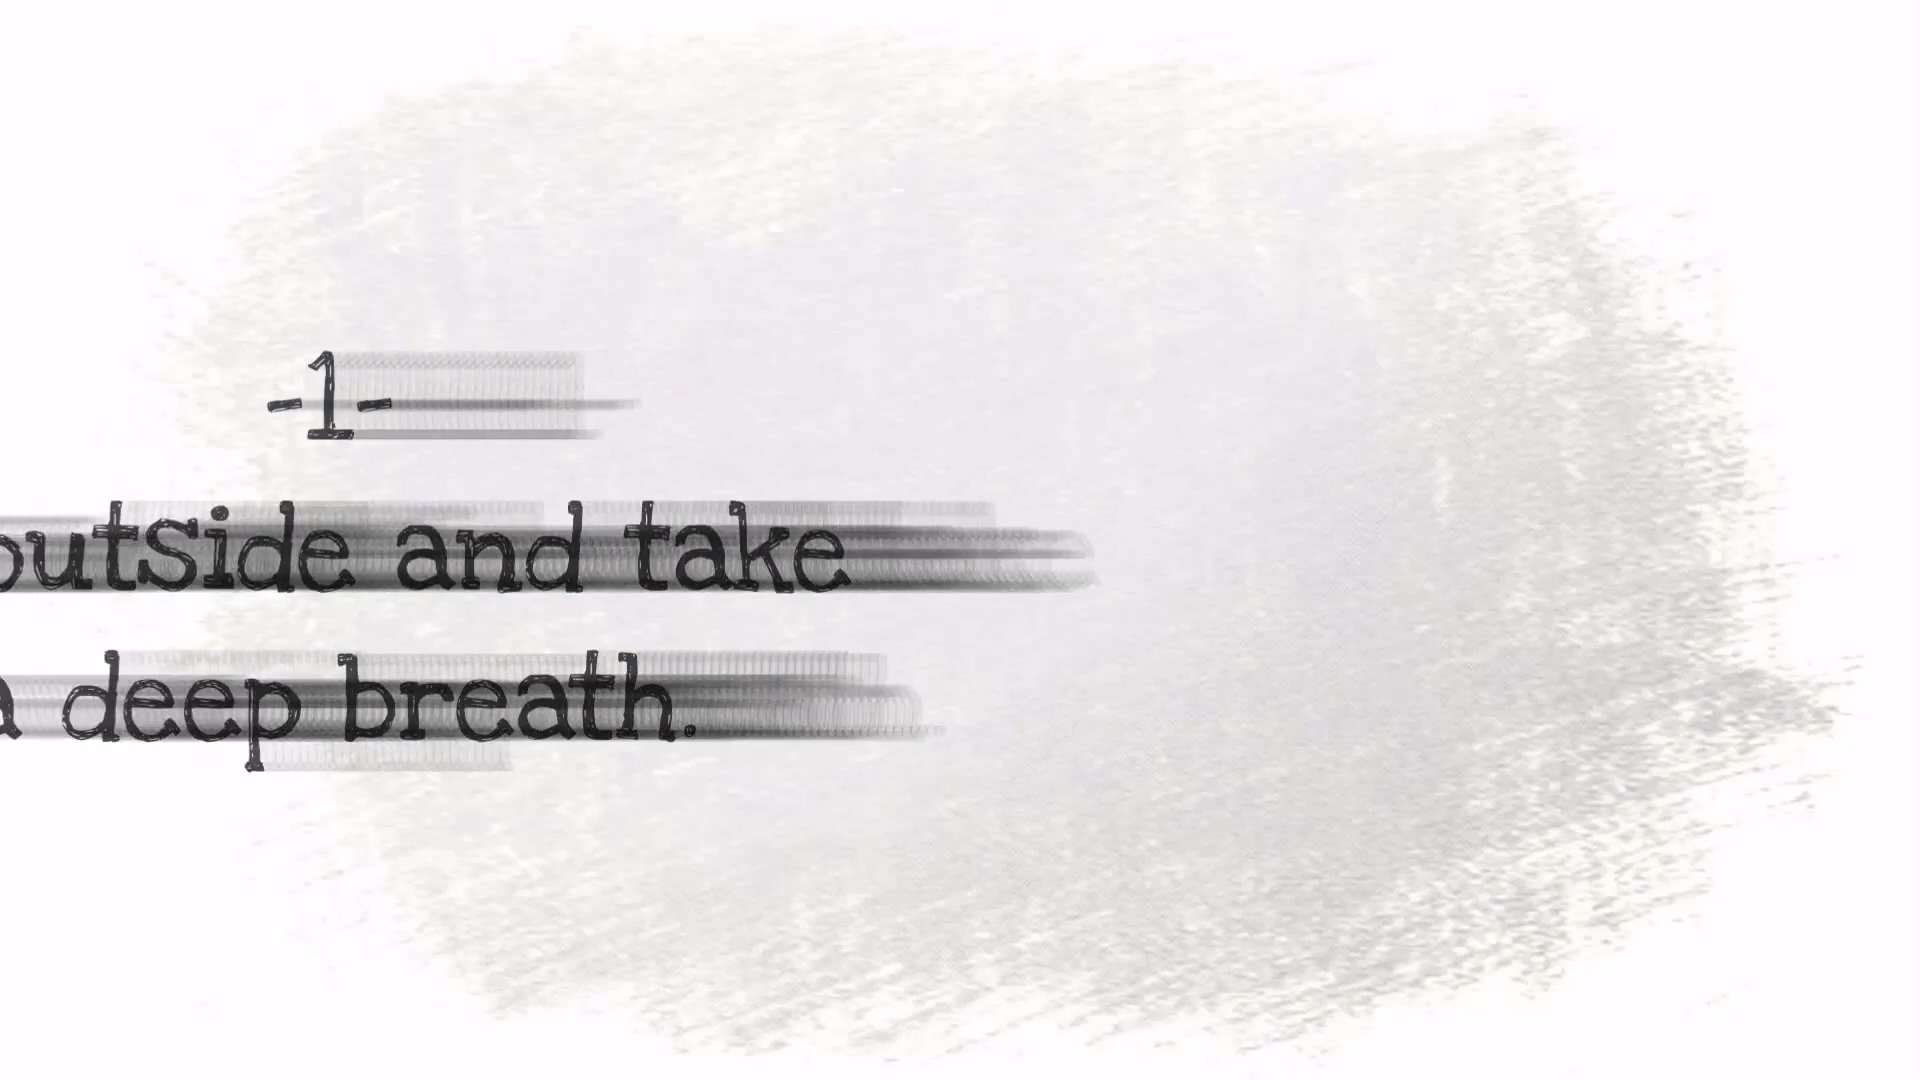 -1-
outside and take
a deep breath.